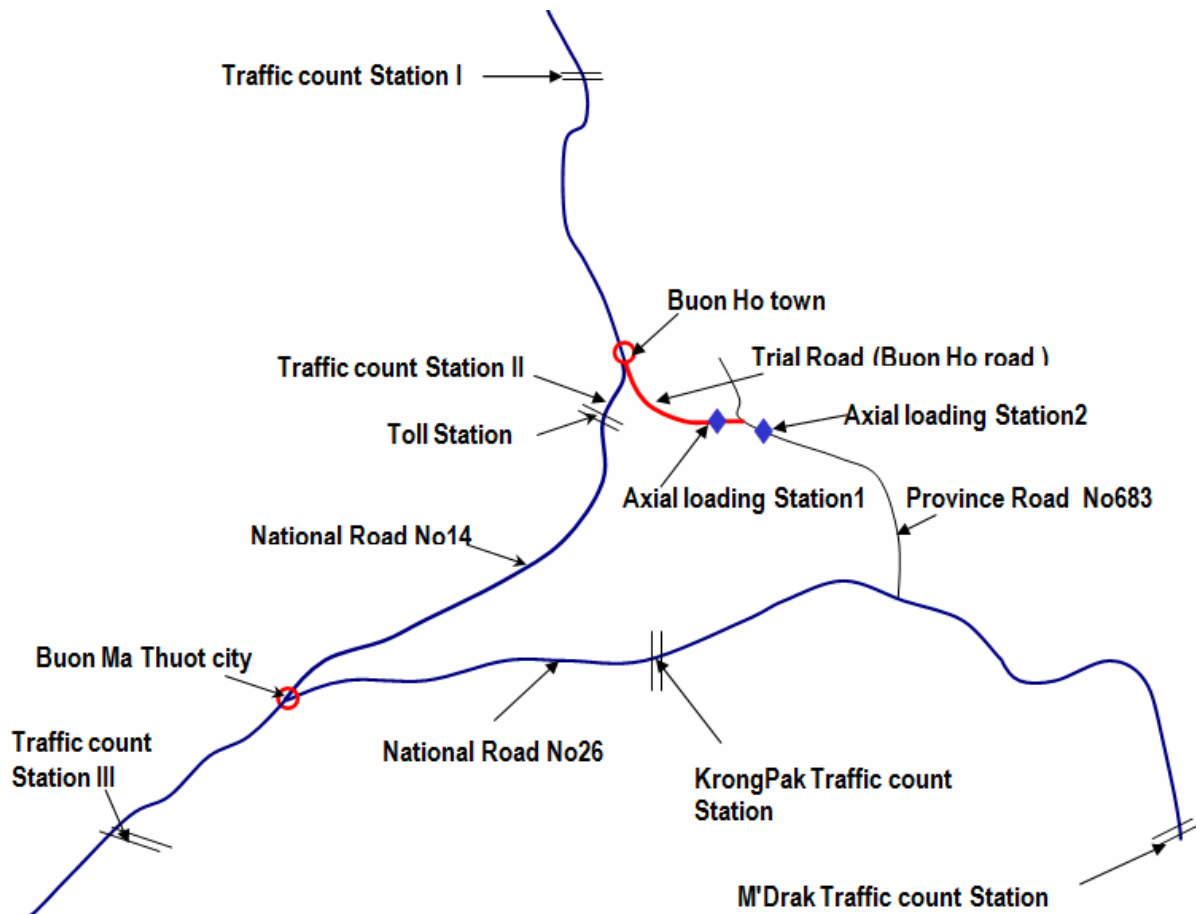 Traffic count Station I
Buon Ho town
Trial Road (Buon Ho road )
Traffic count Station II
Axial loading Station2
Toll Station
Axial loading Station1
Province Road No683
National Road No14
Buon Ma Thuot city
Traffic count
Station III
National Road No26
KrongPak Traffic count
Station
M'Drak Traffic count Station